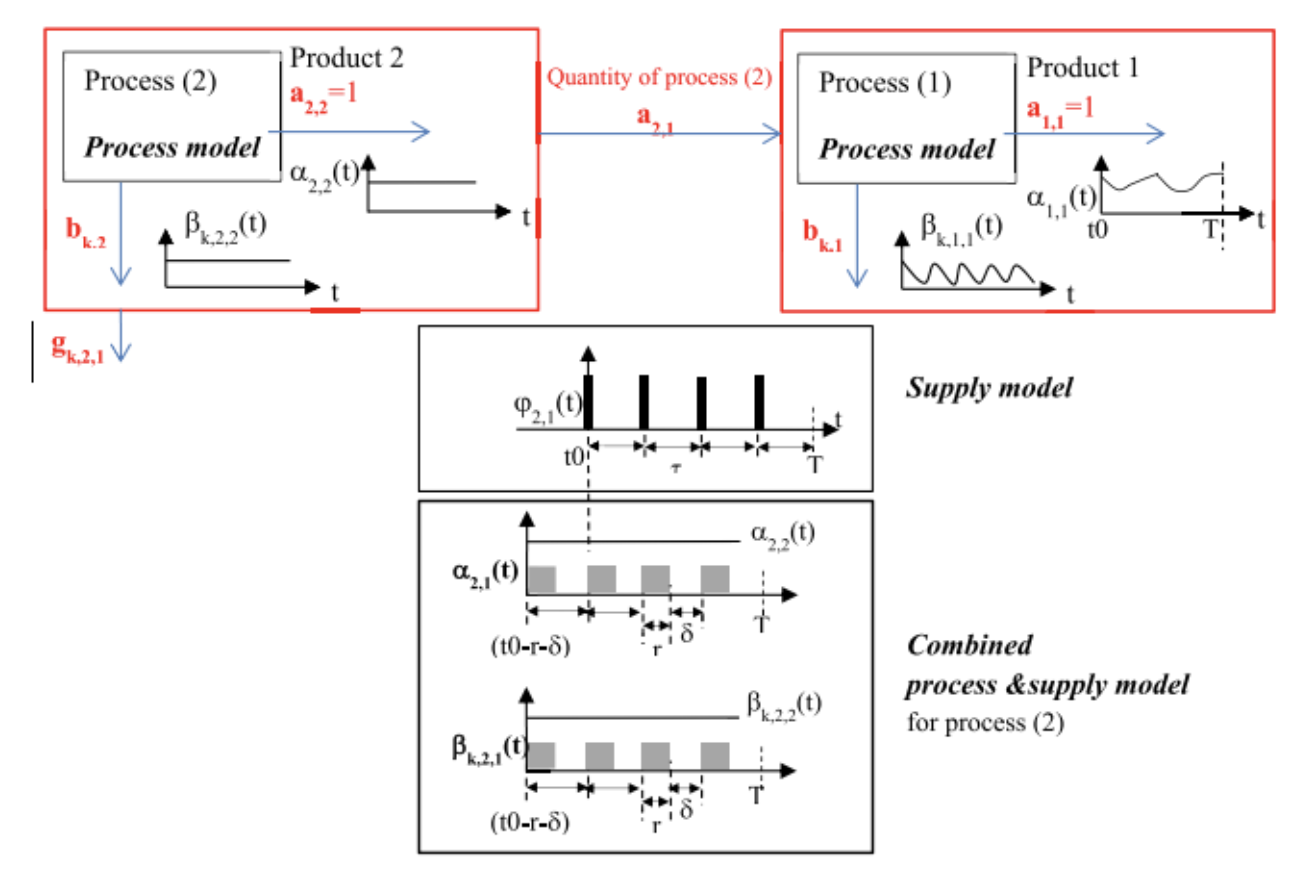 Process (2)
Process model
Product 2
a2,2=1
α2,2(t)
t
bk,2
βk,2,2(t)
t
gk,2,1
Quantity of process (2)
a2,1
Process (1)
Process model
Product 1
a1,1=1
α1,1(t)
t0
T
t
bk,1
βk,1,1(t)
t
Supply model
φ2,1(t)
t
t0
τ
T
α2,2(t)
α2,1(t)
(t0-r-δ)
r
δ
T
βk,2,2(t)
βk,2,1(t)
(t0-r-δ)
r
δ
T
Combined
process &supply model
for process (2)